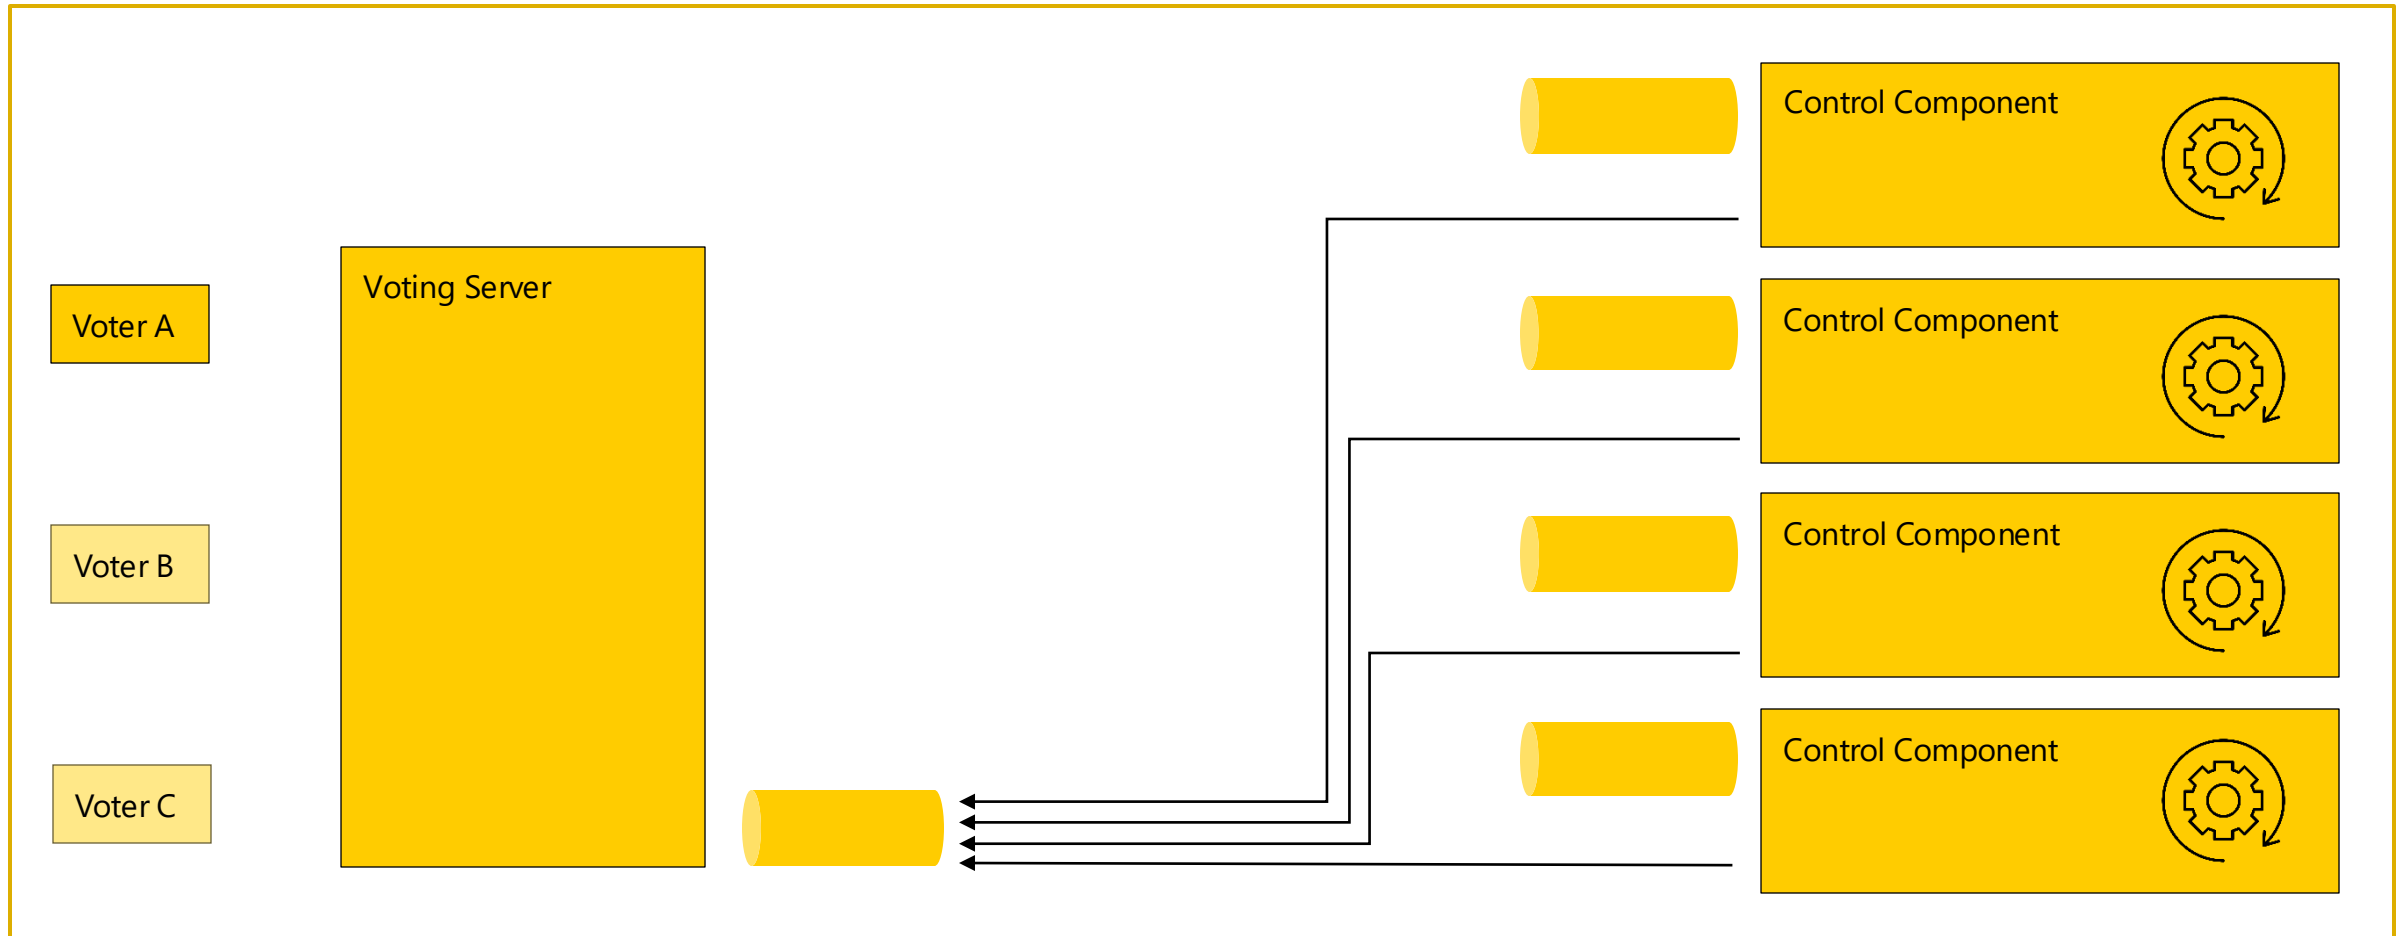 Control Component
Voting Server
Voter A
Control Component
Voter B
Control Component
Voter C
Control Component